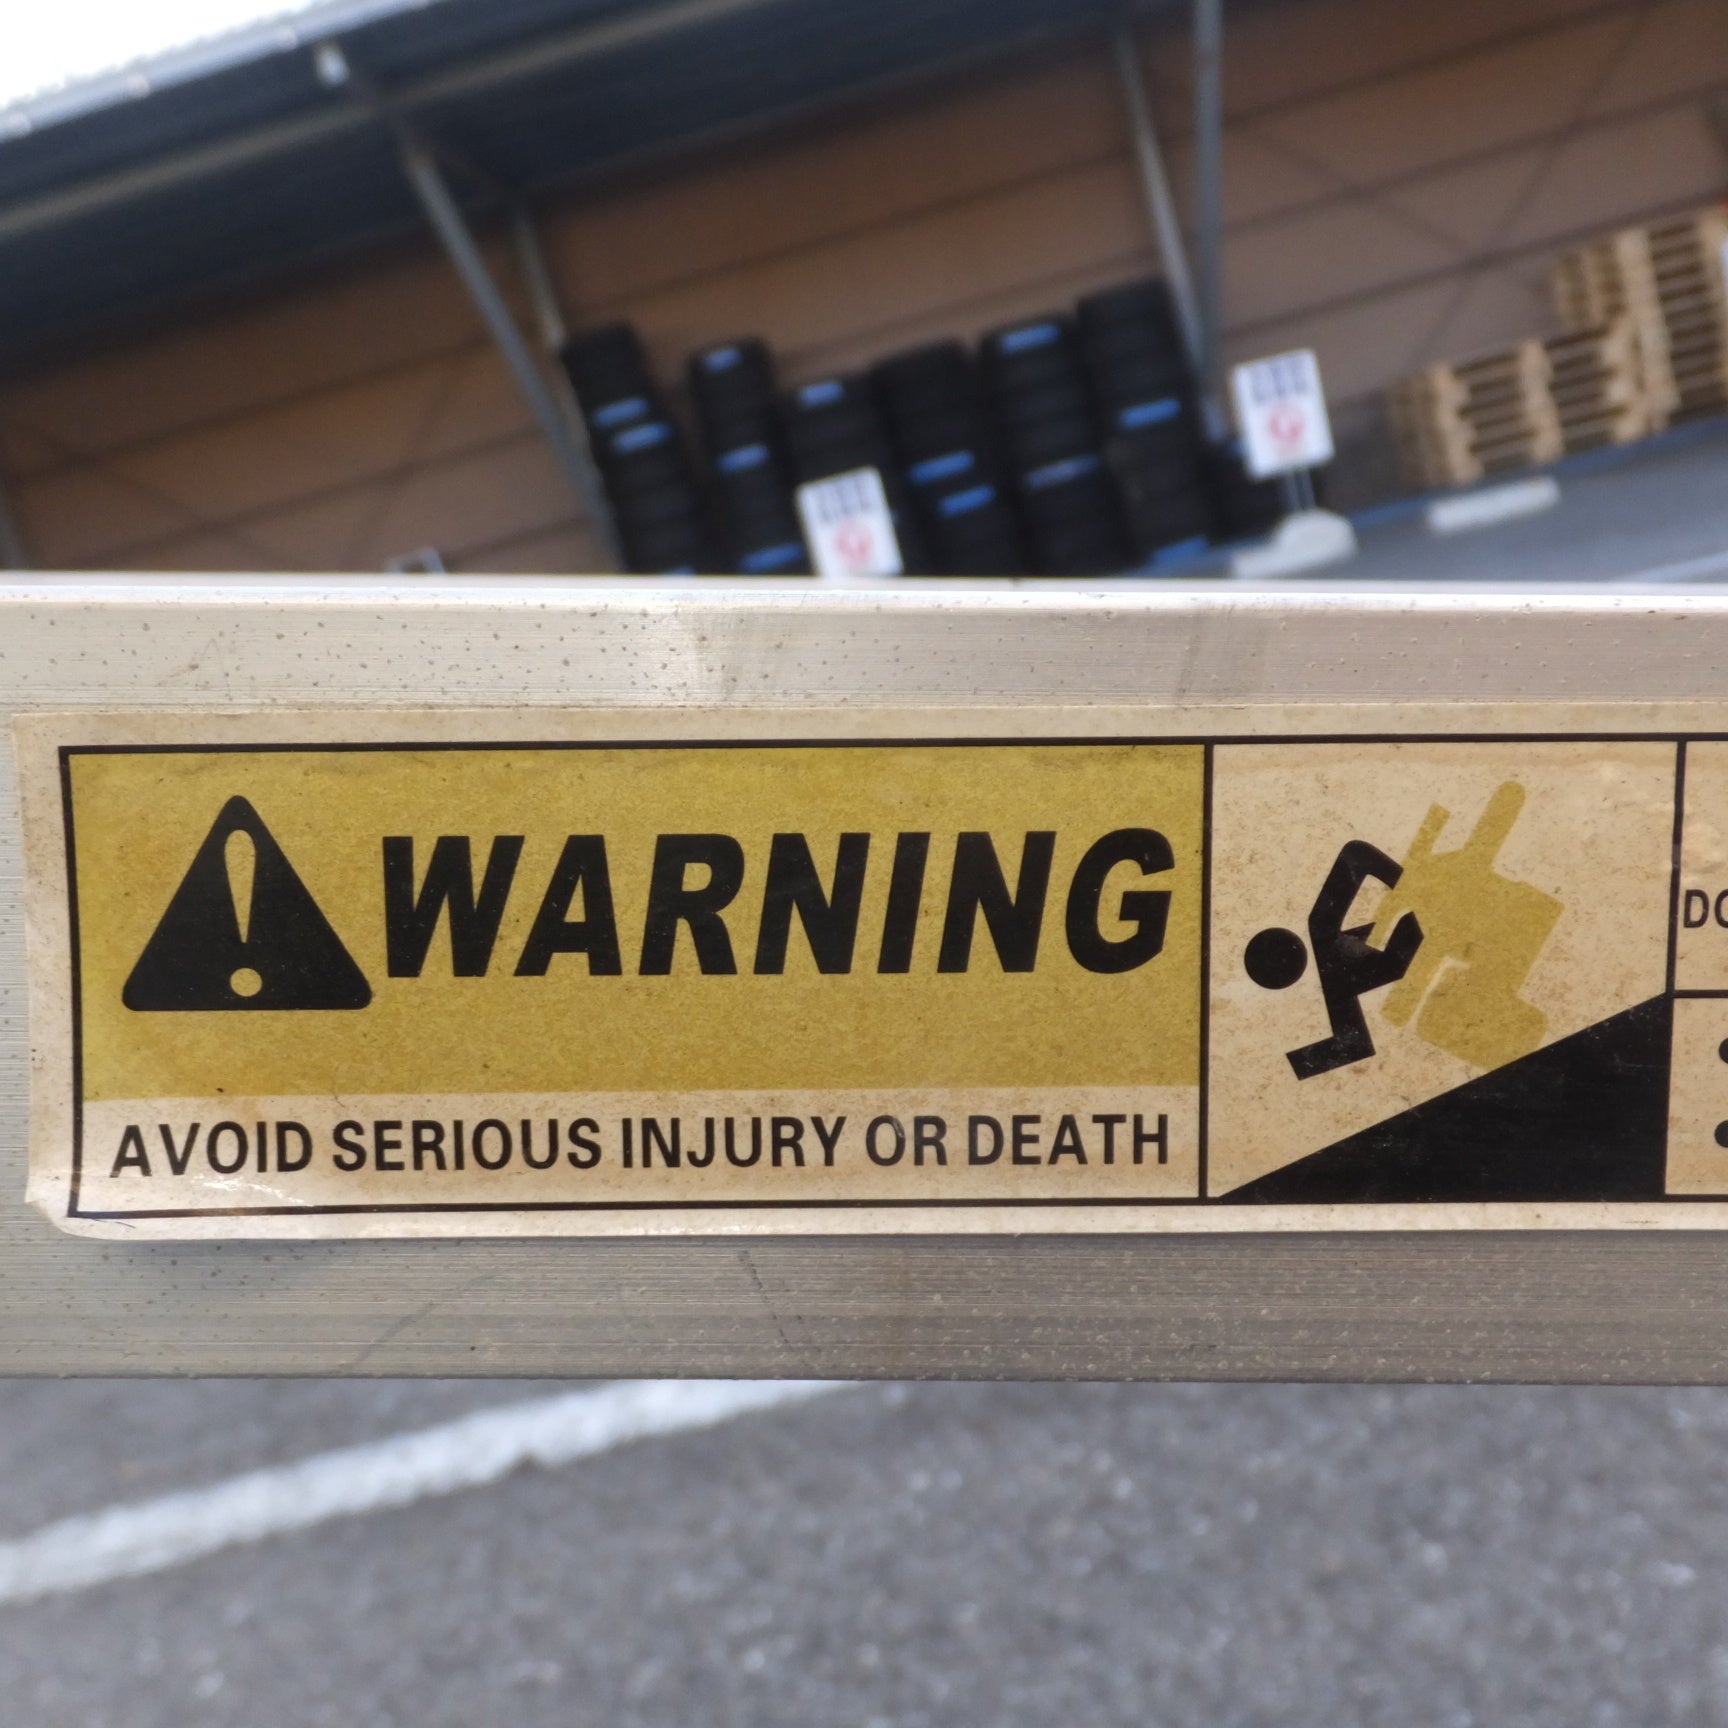 WARNING
AVOID SERIOUS INJURY OR DEATH